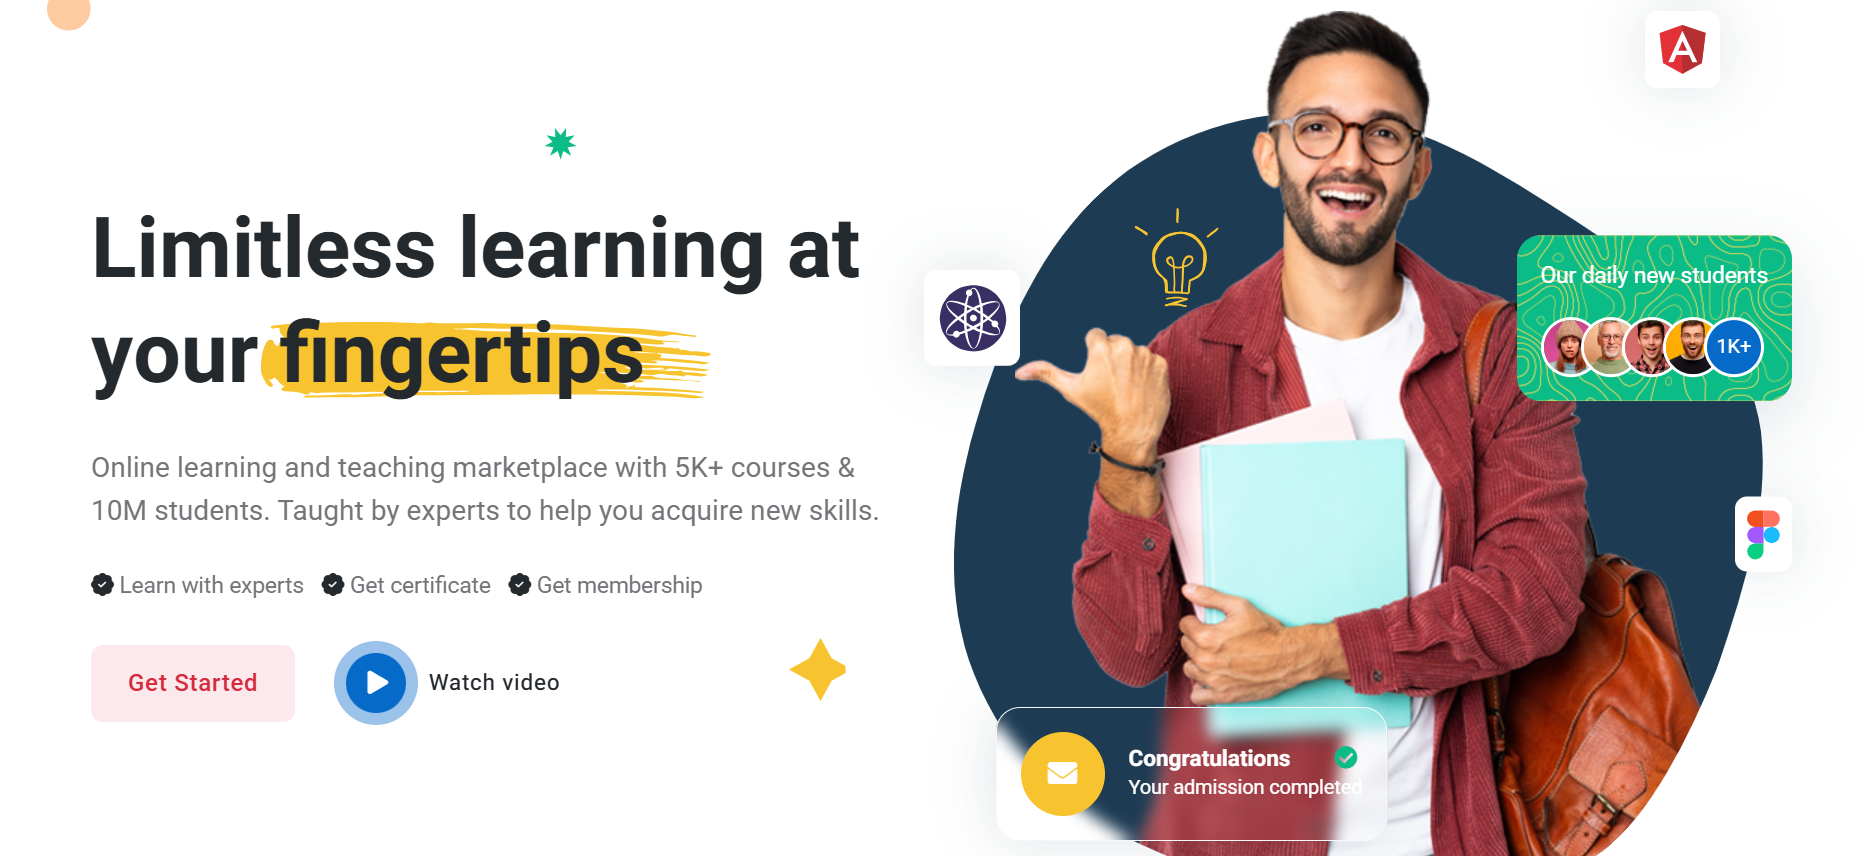 Limitless learning at
your fingertips
Online learning and teaching marketplace with 5K+ courses &
10M students. Taught by experts to help you acquire new skills.
Learn with experts Get certificate Get membership
Get Started Watch video
Our daily new students
1K+
Congratulations
Your admission completed